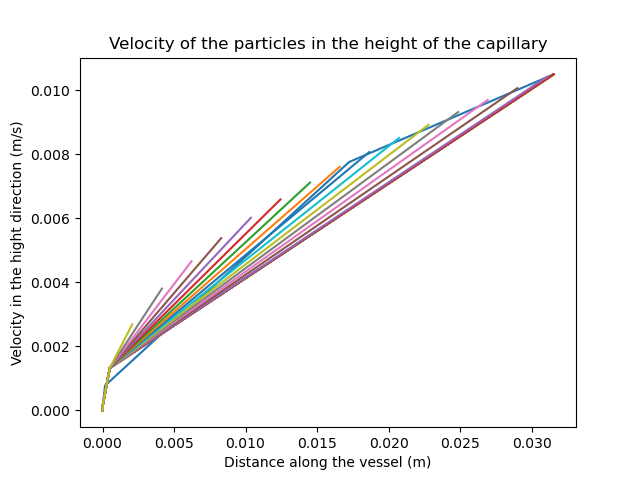 Velocity of the particles in the height of the capillary
0.010
0.008
0.006
0.004
0.002
0.000
Velocity in the hight direction (m/s)
0.000 0.005 0.010 0.015 0.020 0.025 0.030
Distance along the vessel (m)